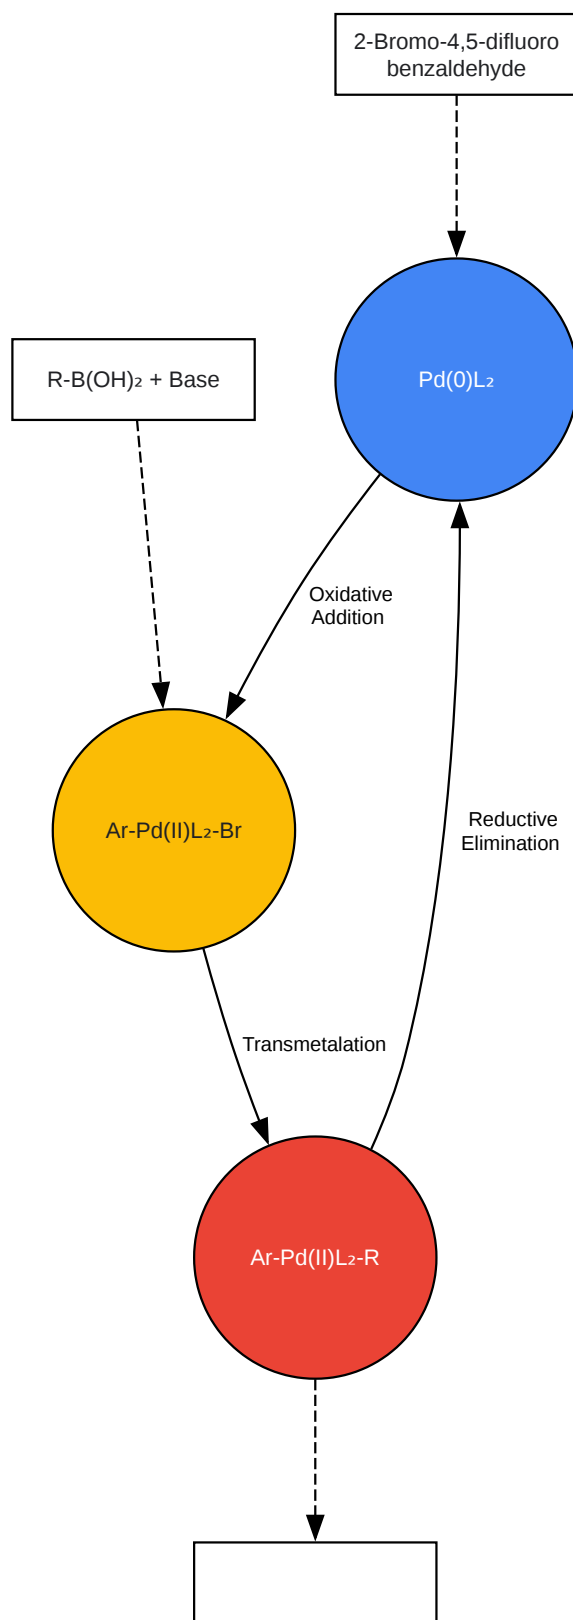 2-Bromo-4,5-difluoro
benzaldehyde
Pd(0)L₂
R-B(OH)₂ + Base
Oxidative
Addition
Ar-Pd(II)L₂-Br
Reductive
Elimination
Transmetalation
Ar-Pd(II)L₂-R